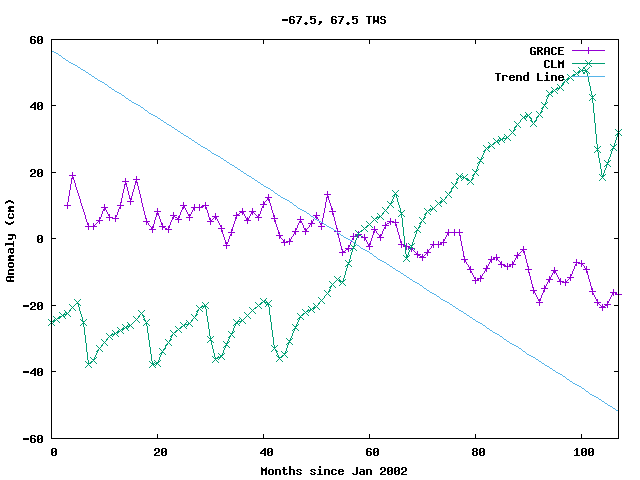 -67.5, 67.5 TWS
GRACE
CLM
Trend Line
60
40
20
0
-20
-40
-60
Anomaly (cm)
0 20 40 60 80 100
Months since Jan 2002